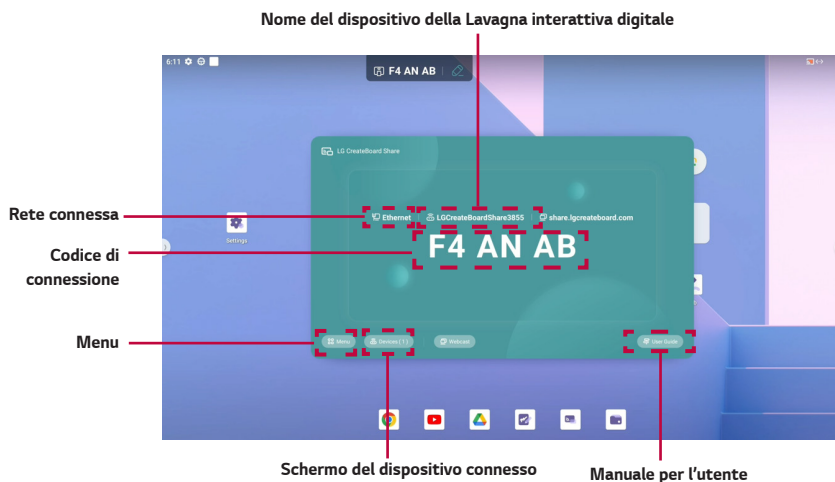 Nome del dispositivo della Lavagna interattiva digitale
6:11
F4 AN AB
LG CreateBoard Share
Rete connessa
Ethernet
LGCreateBoardShare3855
share.lgcreateboard.com
Settings
Codice di
connessione
F4 AN AB
Menu
Menu
Devices ( 1 )
Webcam
User Guide
Schermo del dispositivo connesso
Manuale per l'utente